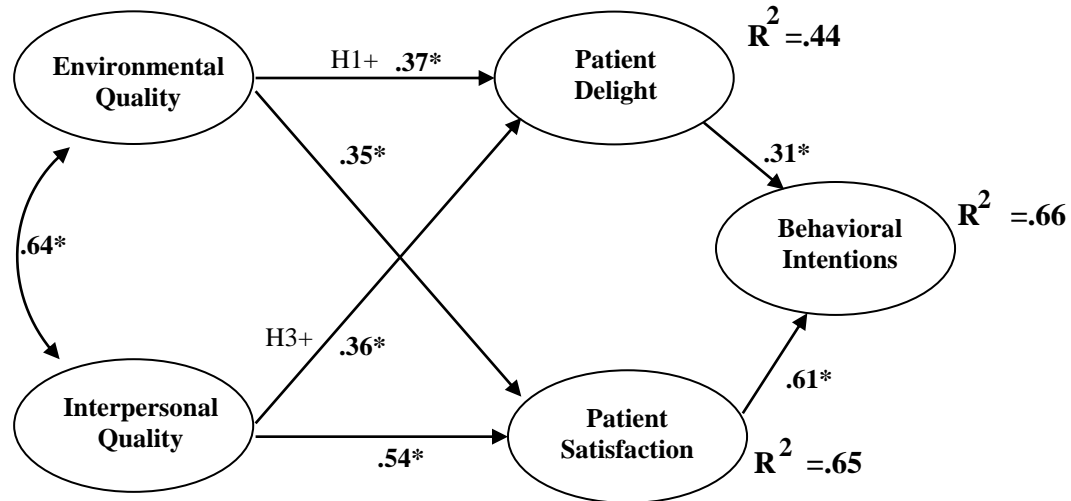 R² =.44
Environmental
Quality
H1+ .37*
Patient
Delight
.35*
.31*
.64*
Behavioral
Intentions
R² =.66
H3+ .36*
Interpersonal
Quality
.54*
Patient
Satisfaction
.61*
R² =.65